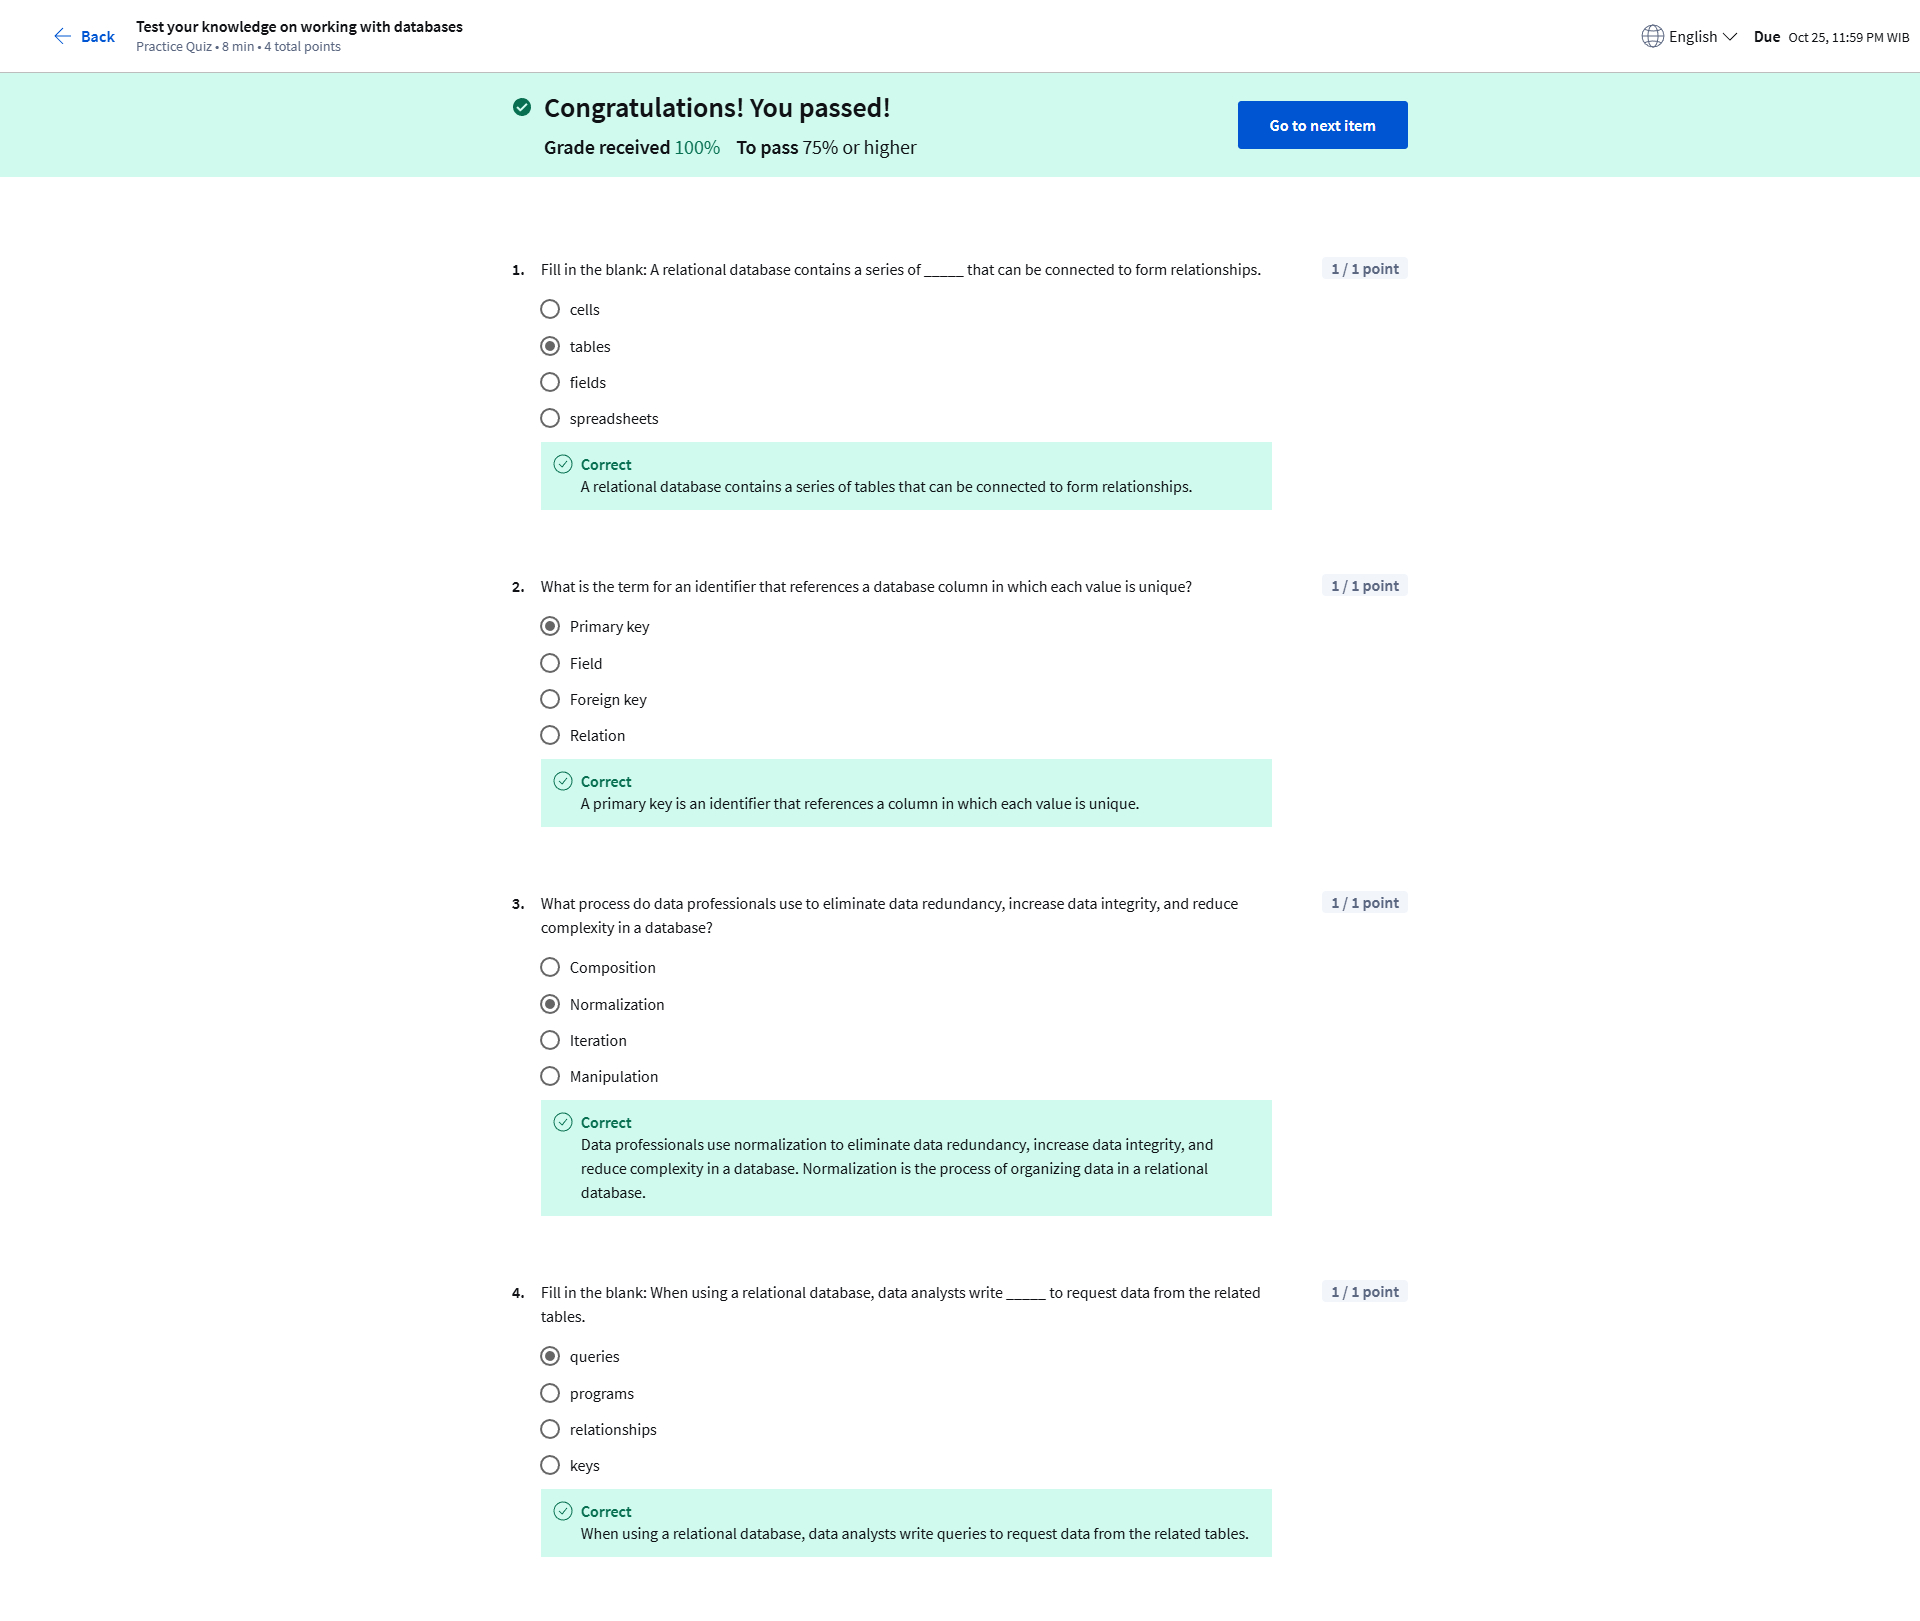 Back
Test your knowledge on working with databases
Practice Quiz • 8 min • 4 total points
English
Due Oct 25, 11:59 PM WIB
Congratulations! You passed!
Grade received 100% To pass 75% or higher
Go to next item
1. Fill in the blank: A relational database contains a series of _____ that can be connected to form relationships.
1 / 1 point
cells
tables
fields
spreadsheets
Correct
A relational database contains a series of tables that can be connected to form relationships.
2. What is the term for an identifier that references a database column in which each value is unique?
1 / 1 point
Primary key
Field
Foreign key
Relation
Correct
A primary key is an identifier that references a column in which each value is unique.
3. What process do data professionals use to eliminate data redundancy, increase data integrity, and reduce
complexity in a database?
1 / 1 point
Composition
Normalization
Iteration
Manipulation
Correct
Data professionals use normalization to eliminate data redundancy, increase data integrity, and
reduce complexity in a database. Normalization is the process of organizing data in a relational
database.
4. Fill in the blank: When using a relational database, data analysts write _____ to request data from the related
tables.
1 / 1 point
queries
programs
relationships
keys
Correct
When using a relational database, data analysts write queries to request data from the related tables.